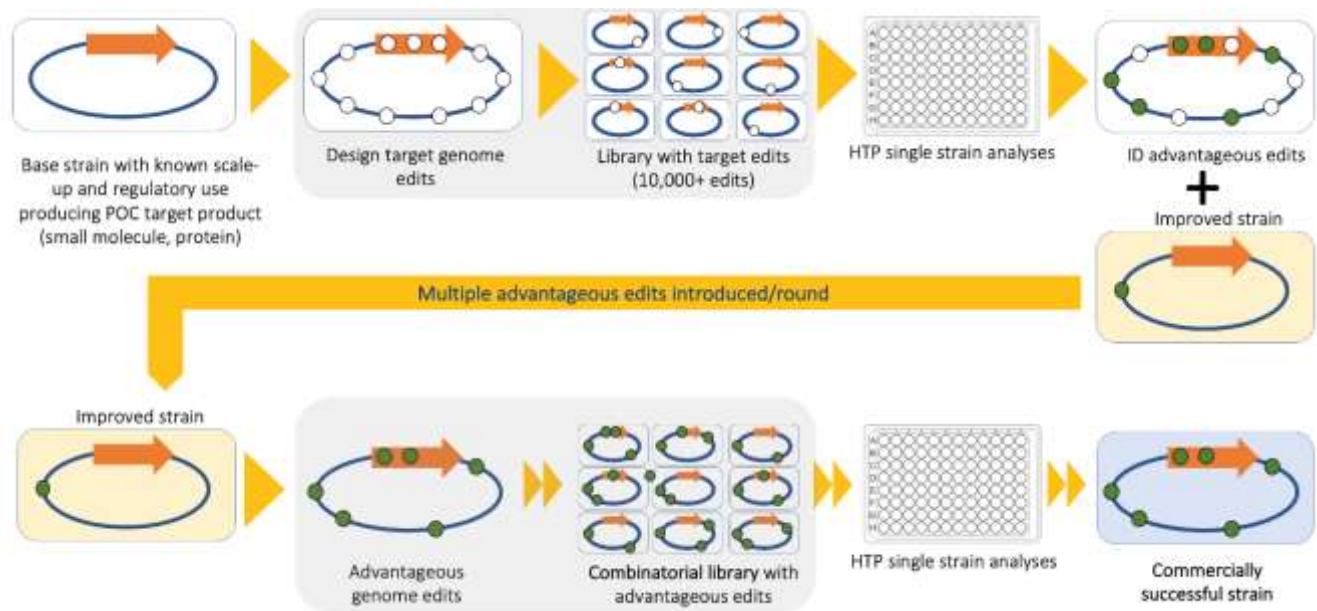 Base strain with known scale-
up and regulatory use
producing POC target product
(small molecule, protein)
Design target genome
edits
Library with target edits
(10,000+ edits)
A
B
C
D
E
F
G
H
HTP single strain analyses
ID advantageous edits
+
Improved strain
Multiple advantageous edits introduced/round
Improved strain
Advantageous
genome edits
Combinatorial library with
advantageous edits
A
B
C
D
E
F
G
H
HTP single strain analyses
Commercially
successful strain